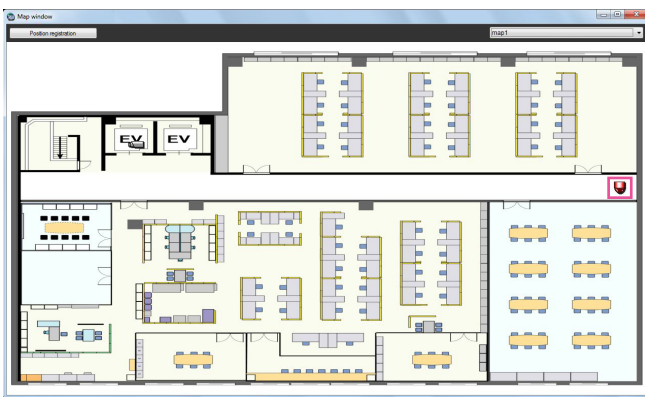 Map window
Position registration
map1
EV
EV